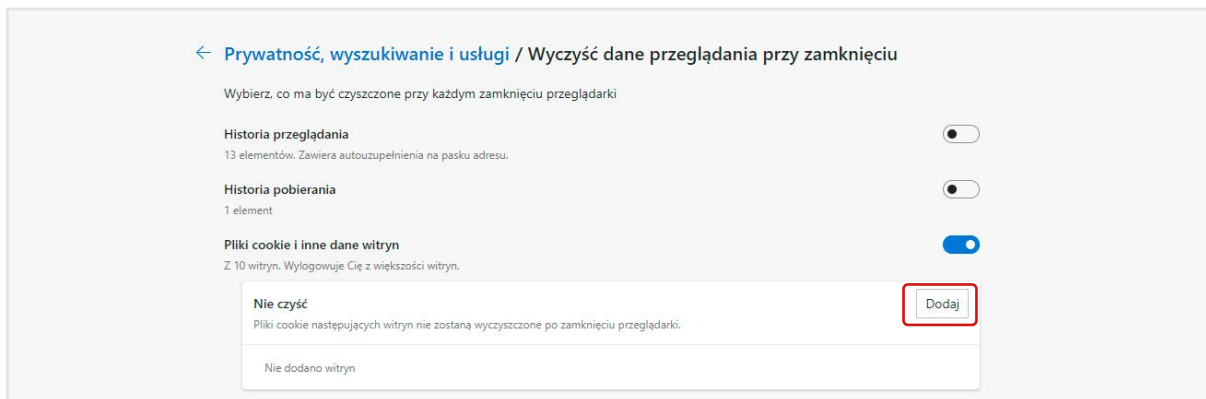 Prywatność, wyszukiwanie i usługi / Wyczyść dane przeglądania przy zamknięciu
Wybierz, co ma być czyszczone przy każdym zamknięciu przeglądarki
Historia przeglądania
13 elementów. Zawiera autouzupełnienia na pasku adresu.
Historia pobierania
1 element
Pliki cookie i inne dane witryn
Z 10 witryn. Wylogowuje Cię z większości witryn.
Nie czyść
Dodaj
Pliki cookie następujących witryn nie zostaną wyczyszczone po zamknięciu przeglądarki.
Nie dodano witryn